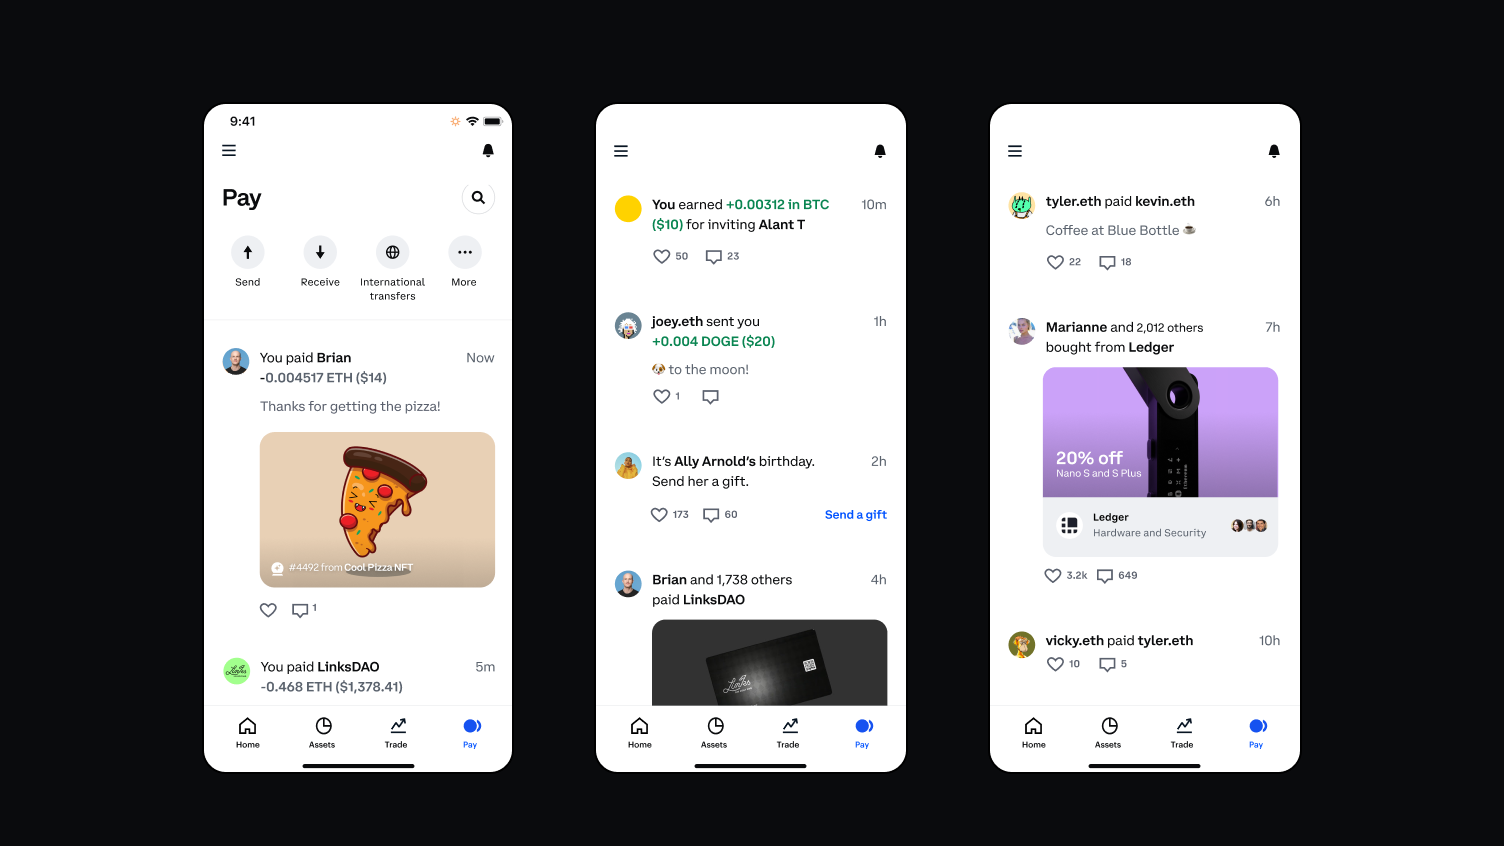 9:41
Pay
Send
Receive
International
transfers
More
You paid Brian
Now
-0.004517 ETH ($14)
Thanks for getting the pizza!
#4492 from Cool PIzza NFT
1
You paid LinksDAO
5m
-0.468 ETH ($1,378.41)
Home
Assets
Trade
Pay
You earned +0.00312 in BTC
10m
($10) for inviting Alant T
50
23
joey.eth sent you
1h
+0.004 DOGE ($20)
🐶 to the moon!
1
It's Ally Arnold's birthday.
2h
Send her a gift.
173
60
Send a gift
Brian and 1,738 others
4h
paid LinksDAO
Links
Home
Assets
Trade
Pay
tyler.eth paid kevin.eth
6h
Coffee at Blue Bottle ☕
22
18
Marianne and 2,012 others
7h
bought from Ledger
20% off
Nano S and S Plus
Ethereum
Ledger
Hardware and Security
3.2k
649
vicky.eth paid tyler.eth
10h
10
5
Home
Assets
Trade
Pay